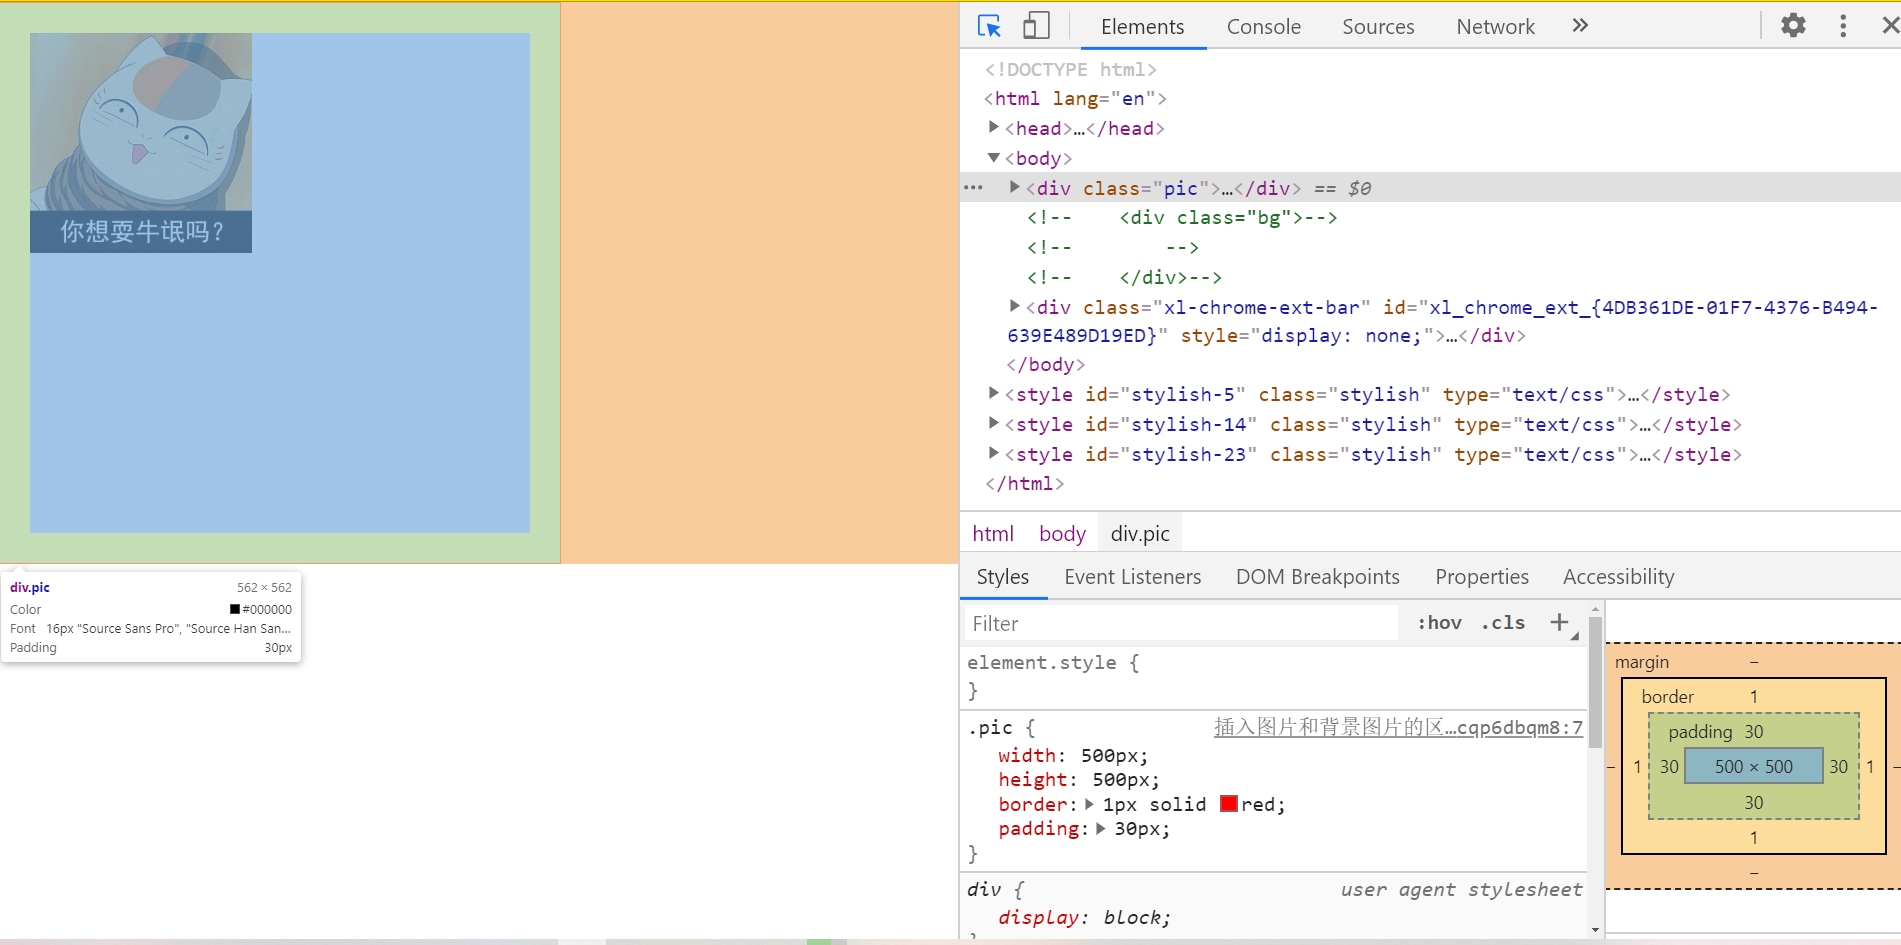 你想耍牛氓吗?
div.pic 562 × 562
Color #000000
Font 16px "Source Sans Pro", "Source Han San...
Padding 30px
Elements Console Sources Network »
<!DOCTYPE html>
<html lang="en">
<head>…</head>
<body>
<div class="pic">…</div> == $0
<!-- <div class="bg">-->
<!-- -->
<!-- </div>-->
<div class="xl-chrome-ext-bar" id="xl_chrome_ext_{4DB361DE-01F7-4376-B494-
639E489D19ED}" style="display: none;">…</div>
</body>
<style id="stylish-5" class="stylish" type="text/css">…</style>
<style id="stylish-14" class="stylish" type="text/css">…</style>
<style id="stylish-23" class="stylish" type="text/css">…</style>
</html>
html body div.pic
Styles Event Listeners DOM Breakpoints Properties Accessibility
Filter :hov .cls +
element.style {
}
.pic { 插入图片和背景图片的区…cqp6dbqm8:7
width: 500px;
height: 500px;
border: 1px solid red;
padding: 30px;
}
div { user agent stylesheet
display: block;
}
margin –
border 1
padding 30
– 1 30 500 × 500 30 1 –
30
1
–